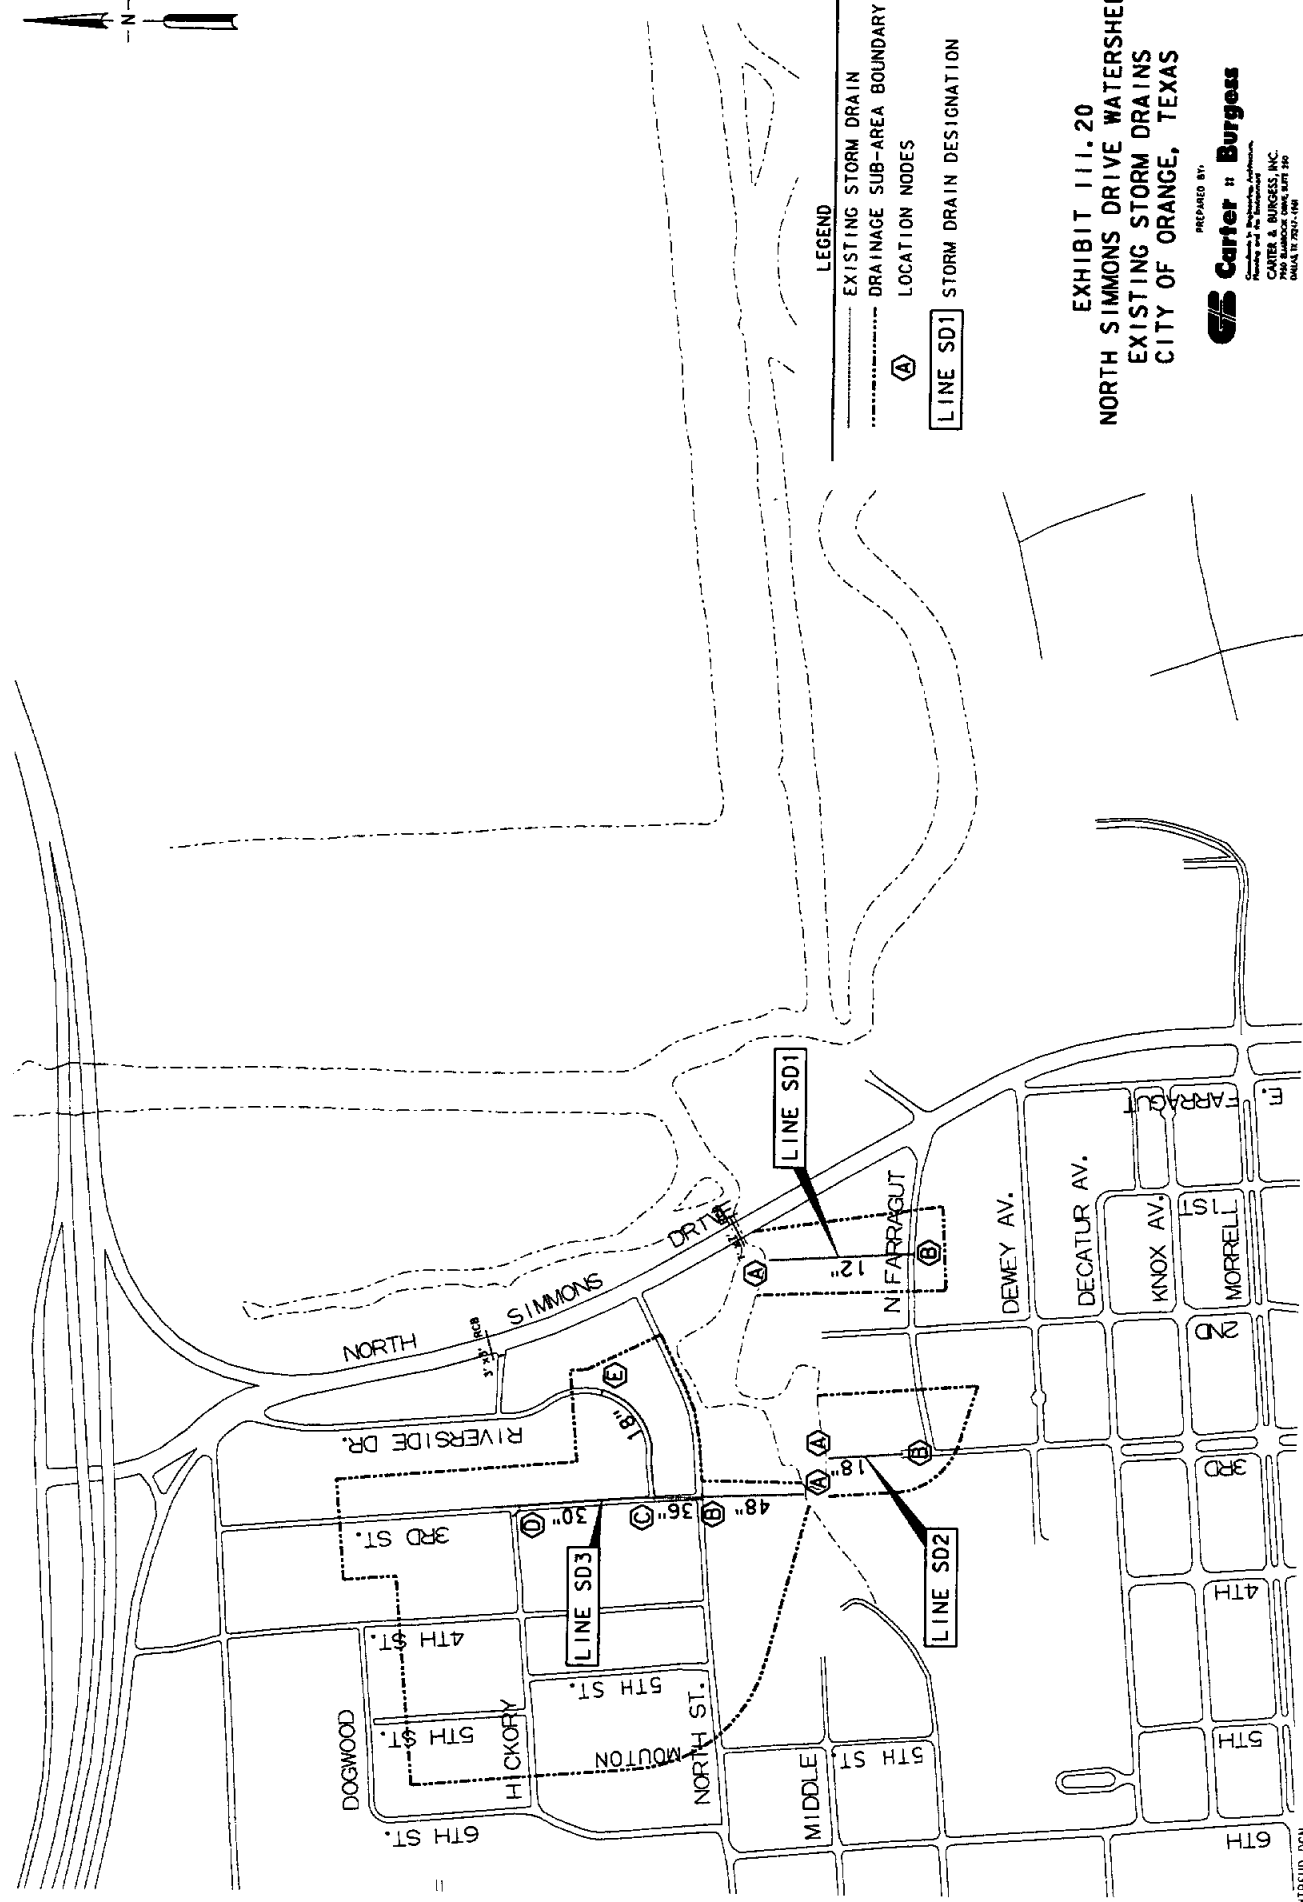 N
LEGEND
EXISTING STORM DRAIN
DRAINAGE SUB-AREA BOUNDARY
A LOCATION NODES
LINE SD1 STORM DRAIN DESIGNATION
EXHIBIT III.20
NORTH SIMMONS DRIVE WATERSHED
EXISTING STORM DRAINS
CITY OF ORANGE, TEXAS
PREPARED BY:
Carter & Burgess
CARTER & BURGESS, INC.
NORTH SIMMONS DRIVE
3' x 3' RCB
RIVERSIDE DR.
3RD ST.
4TH ST.
5TH ST.
5TH ST.
6TH ST.
DOGWOOD
HICKORY
MOUTON
NORTH ST.
MIDDLE
5TH ST.
LINE SD3
D
30"
C
36"
B
48"
A
E
18"
LINE SD2
A
18"
B
LINE SD1
A
12"
B
N FARRAGUT
DEWEY AV.
DECATUR AV.
KNOX AV.
MORRELL
E. FARRAGUT
1ST
2ND
3RD
4TH
5TH
6TH